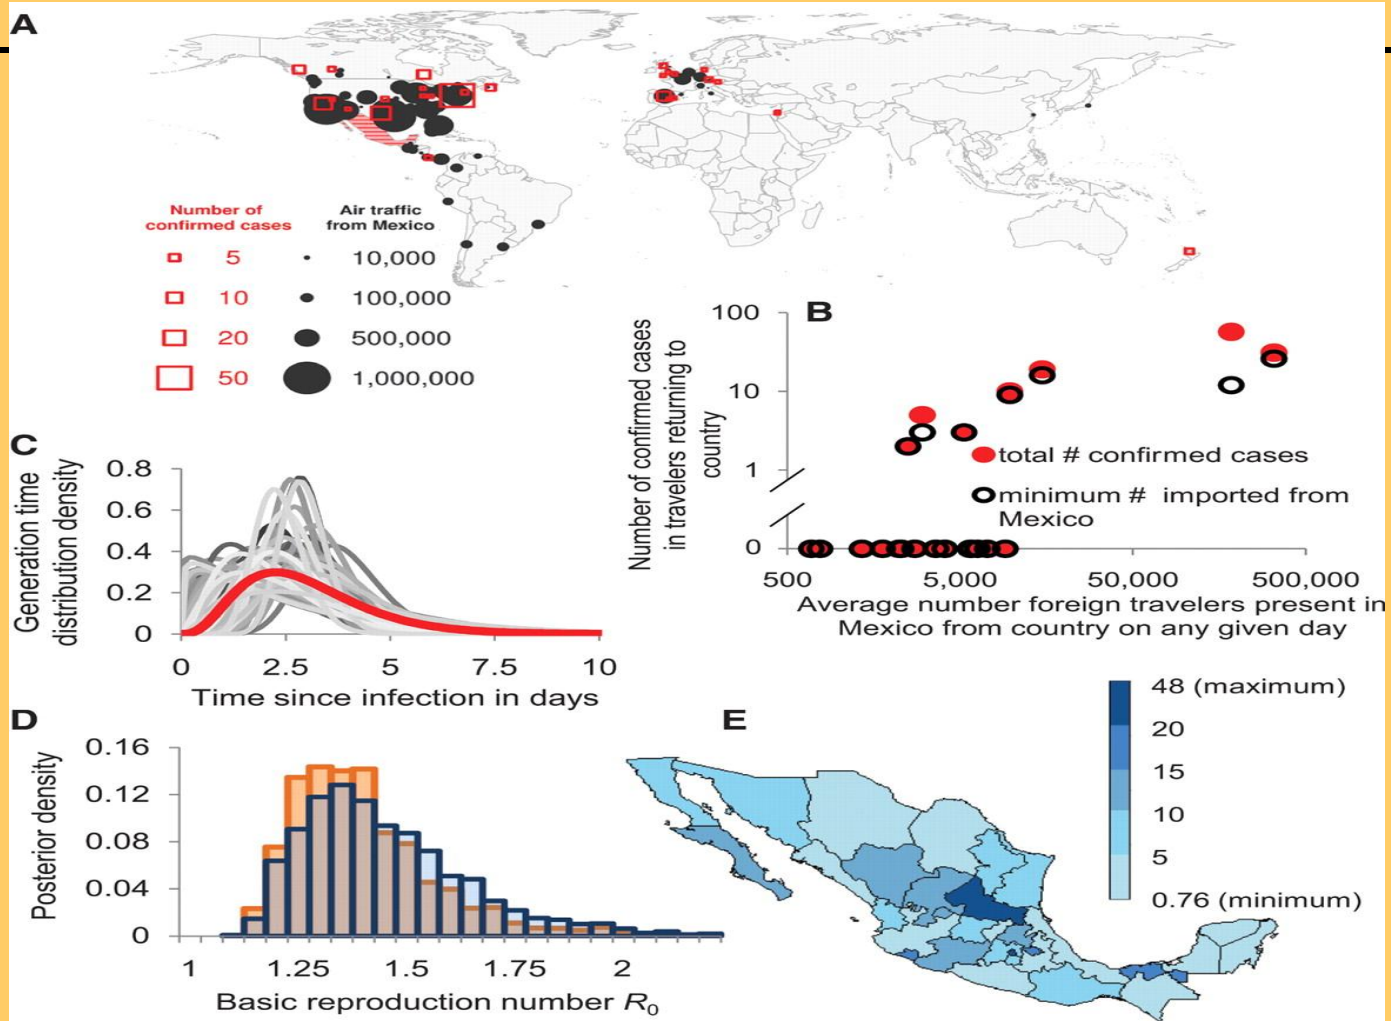 A
Number of
confirmed cases
Air traffic
from Mexico
5
10,000
10
100,000
20
500,000
50
1,000,000
B
Number of confirmed cases
in travelers returning to
country
100
10
1
0
total # confirmed cases
minimum # imported from
Mexico
500
5,000
50,000
500,000
Average number foreign travelers present in
Mexico from country on any given day
C
Generation time
distribution density
0.8
0.6
0.4
0.2
0
0
2.5
5
7.5
10
Time since infection in days
D
Posterior density
0.16
0.12
0.08
0.04
0
1
1.25
1.5
1.75
2
Basic reproduction number R0
E
48 (maximum)
20
15
10
5
0.76 (minimum)